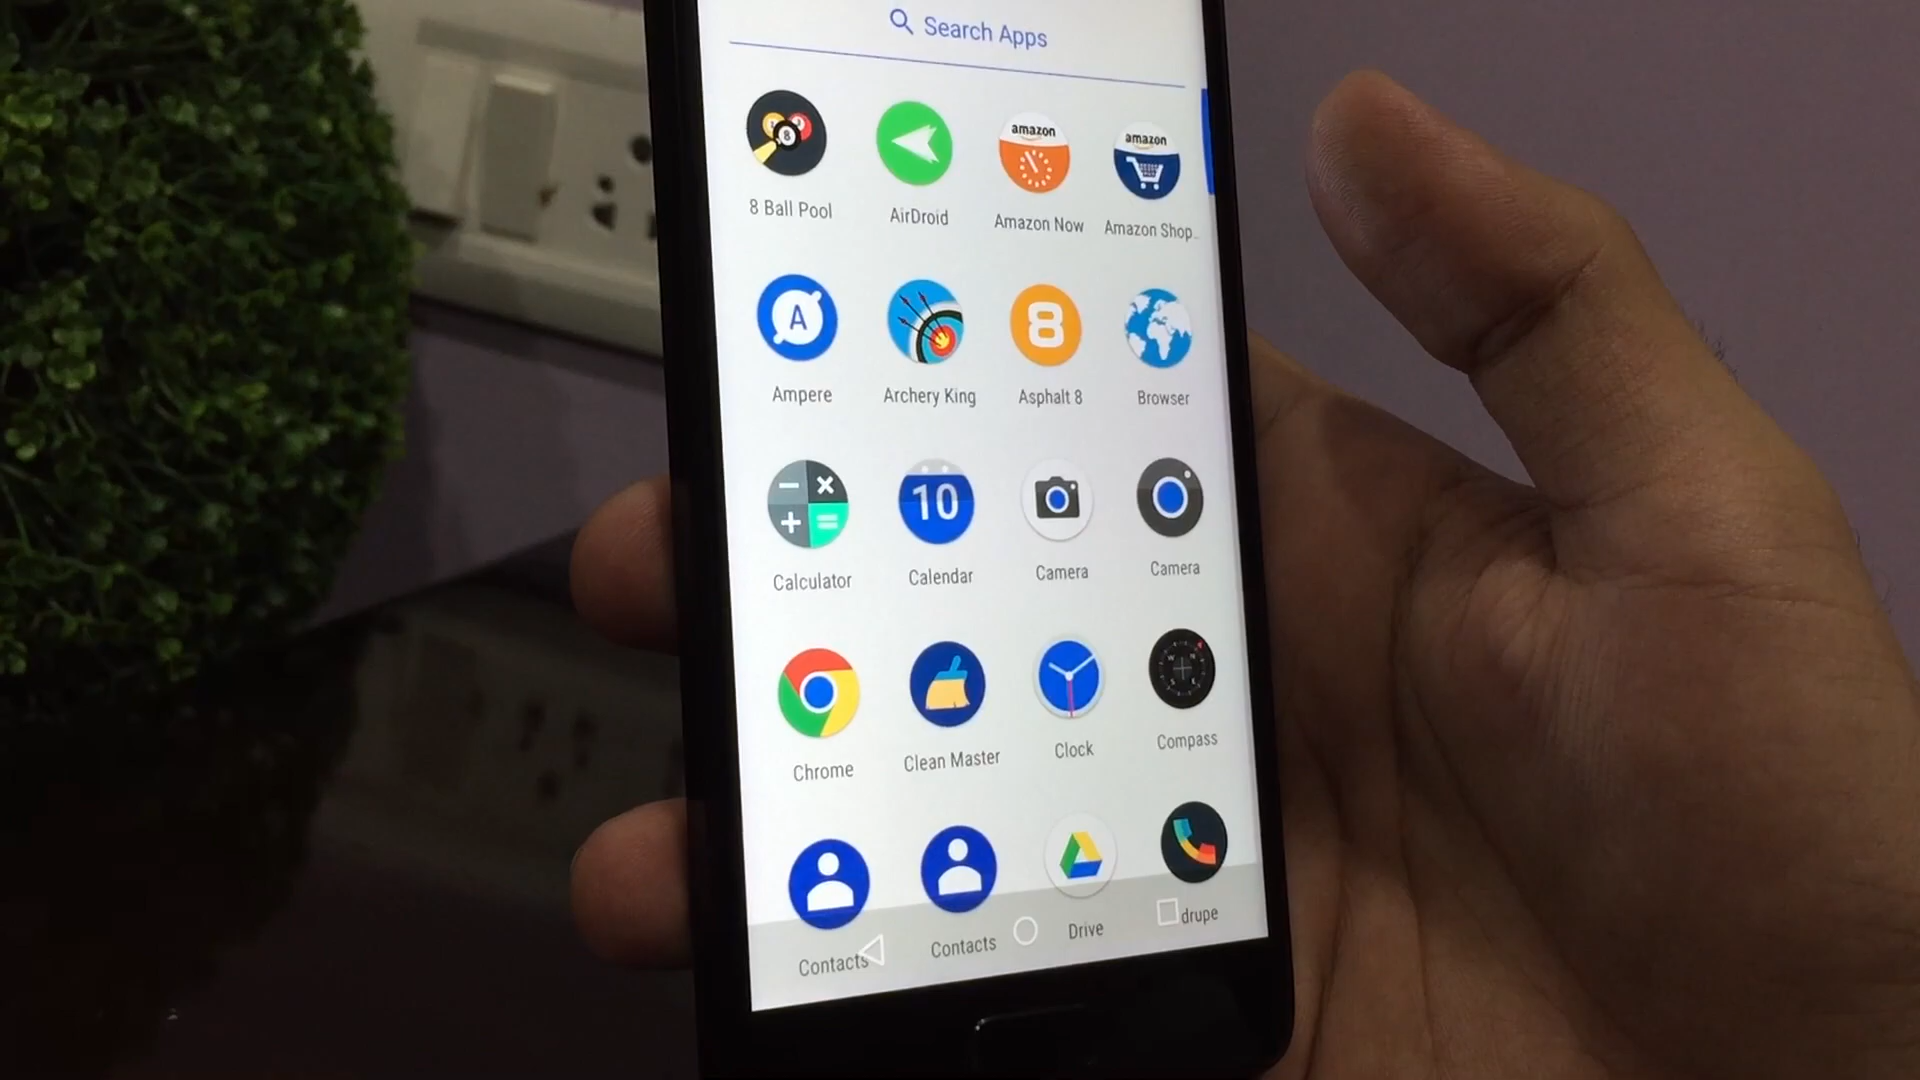 Search Apps
8
amazon
amazon
8 Ball Pool
AirDroid
Amazon Now
Amazon Shop..
A
8
Ampere
Archery King
Asphalt 8
Browser
10
Calculator
Calendar
Camera
Camera
Chrome
Clean Master
Clock
Compass
Contacts
Contacts
Drive
drupe